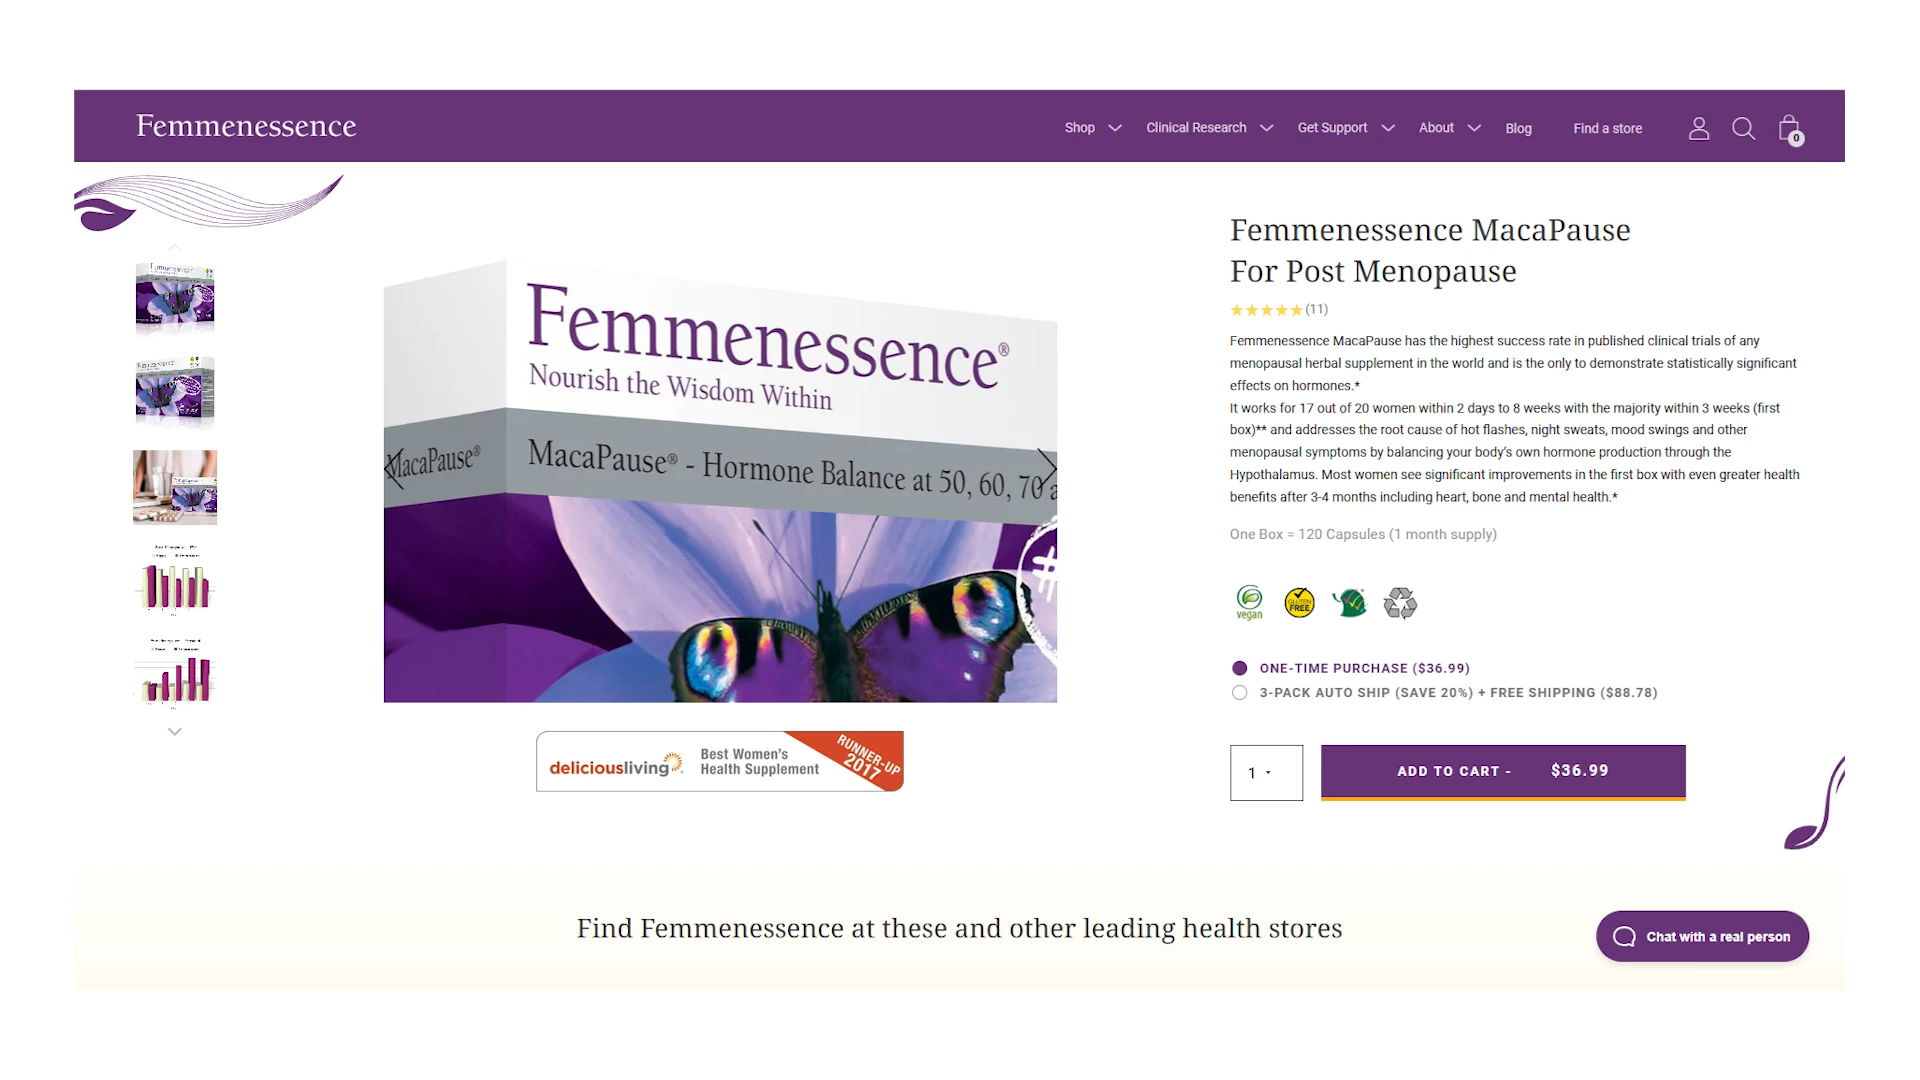 Femmenessence
Shop
Clinical Research
Get Support
About
Blog
Find a store
0
Femmenessence®
Nourish the Wisdom Within
MacaPause®
MacaPause® - Hormone Balance at 50, 60, 70 a
#
deliciousliving
Best Women's
Health Supplement
RUNNER-UP
2017
Femmenessence MacaPause
For Post Menopause
(11)
Femmenessence MacaPause has the highest success rate in published clinical trials of any
menopausal herbal supplement in the world and is the only to demonstrate statistically significant
effects on hormones.*
It works for 17 out of 20 women within 2 days to 8 weeks with the majority within 3 weeks (first
box)** and addresses the root cause of hot flashes, night sweats, mood swings and other
menopausal symptoms by balancing your body's own hormone production through the
Hypothalamus. Most women see significant improvements in the first box with even greater health
benefits after 3-4 months including heart, bone and mental health.*
One Box = 120 Capsules (1 month supply)
vegan
GLUTEN
FREE
ONE-TIME PURCHASE ($36.99)
3-PACK AUTO SHIP (SAVE 20%) + FREE SHIPPING ($88.78)
1
ADD TO CART - $36.99
Find Femmenessence at these and other leading health stores
Chat with a real person